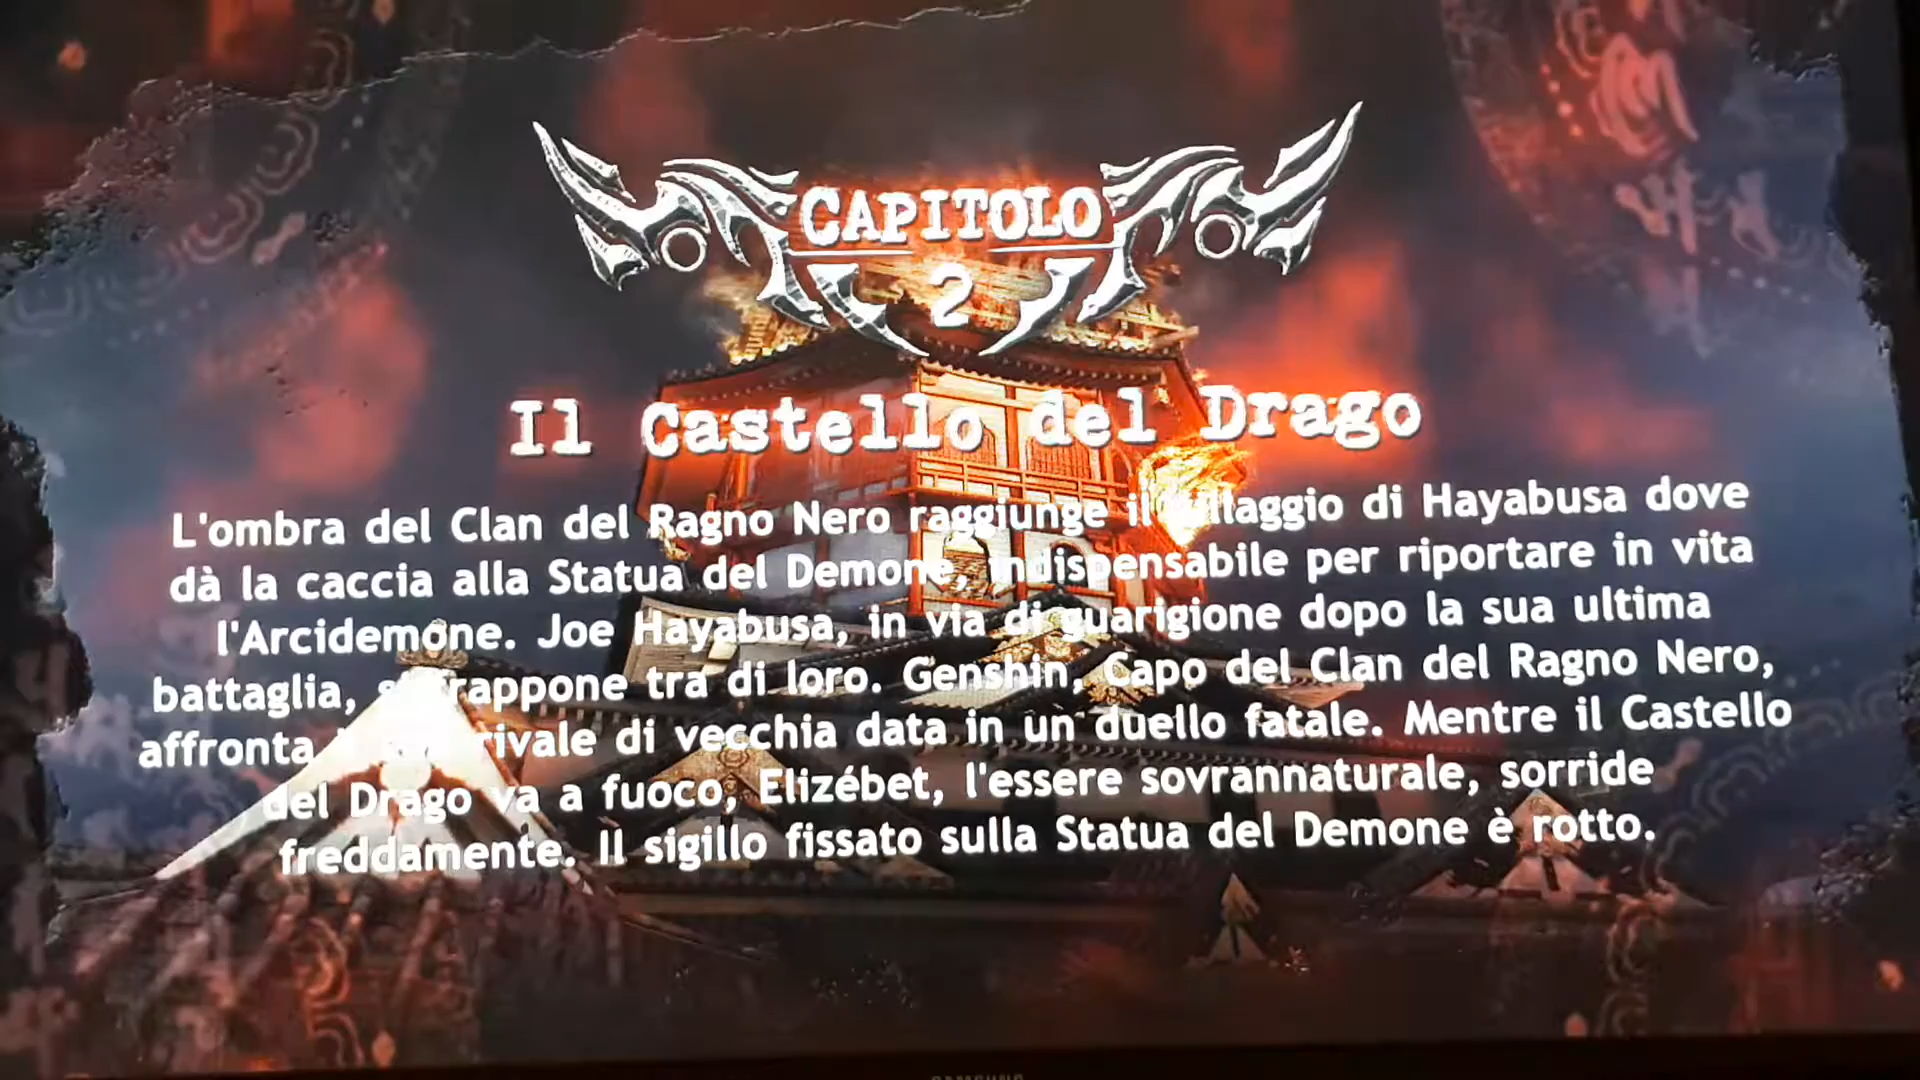 CAPITOLO
2
Il Castello del Drago
L'ombra del Clan del Ragno Nero raggiunge il villaggio di Hayabusa dove
dà la caccia alla Statua del Demone, indispensabile per riportare in vita
l'Arcidemone. Joe Hayabusa, in via di guarigione dopo la sua ultima
battaglia, si frappone tra di loro. Genshin, Capo del Clan del Ragno Nero,
affronta rivale di vecchia data in un duello fatale. Mentre il Castello
del Drago va a fuoco, Elizébet, l'essere sovrannaturale, sorride
freddamente. Il sigillo fissato sulla Statua del Demone è rotto.